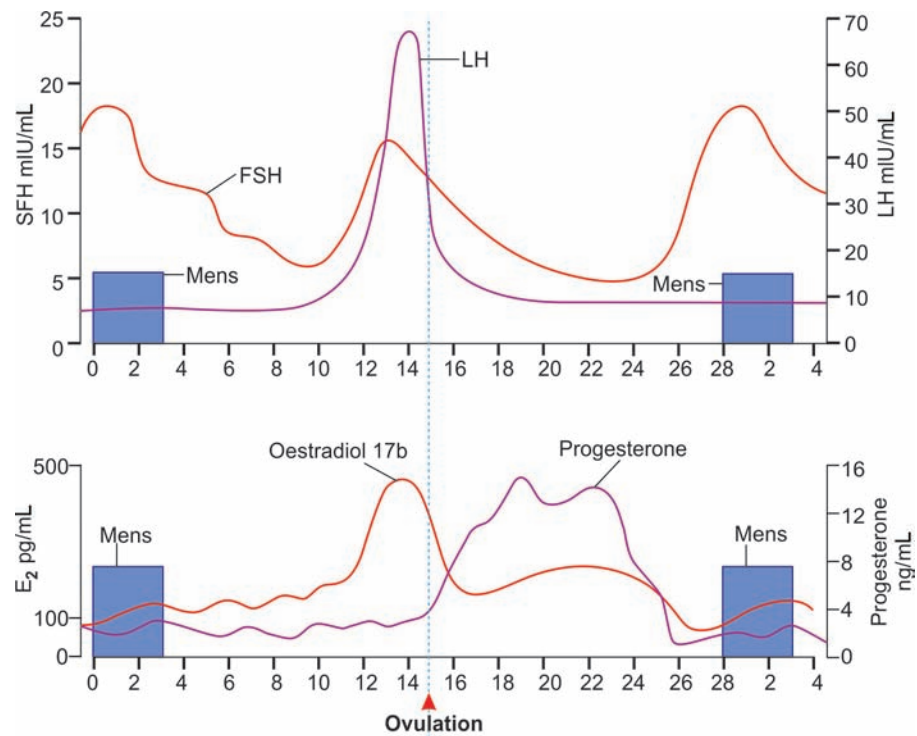 25
20
15
10
5
0
SFH mIU/mL
70
60
50
40
30
20
10
0
LH mIU/mL
LH
FSH
Mens
Mens
0 2 4 6 8 10 12 14 16 18 20 22 24 26 28 2 4
500
100
0
E₂ pg/mL
16
12
8
4
0
Progesterone
ng/mL
Oestradiol 17b
Progesterone
Mens
Mens
0 2 4 6 8 10 12 14 16 18 20 22 24 26 28 2 4
Ovulation